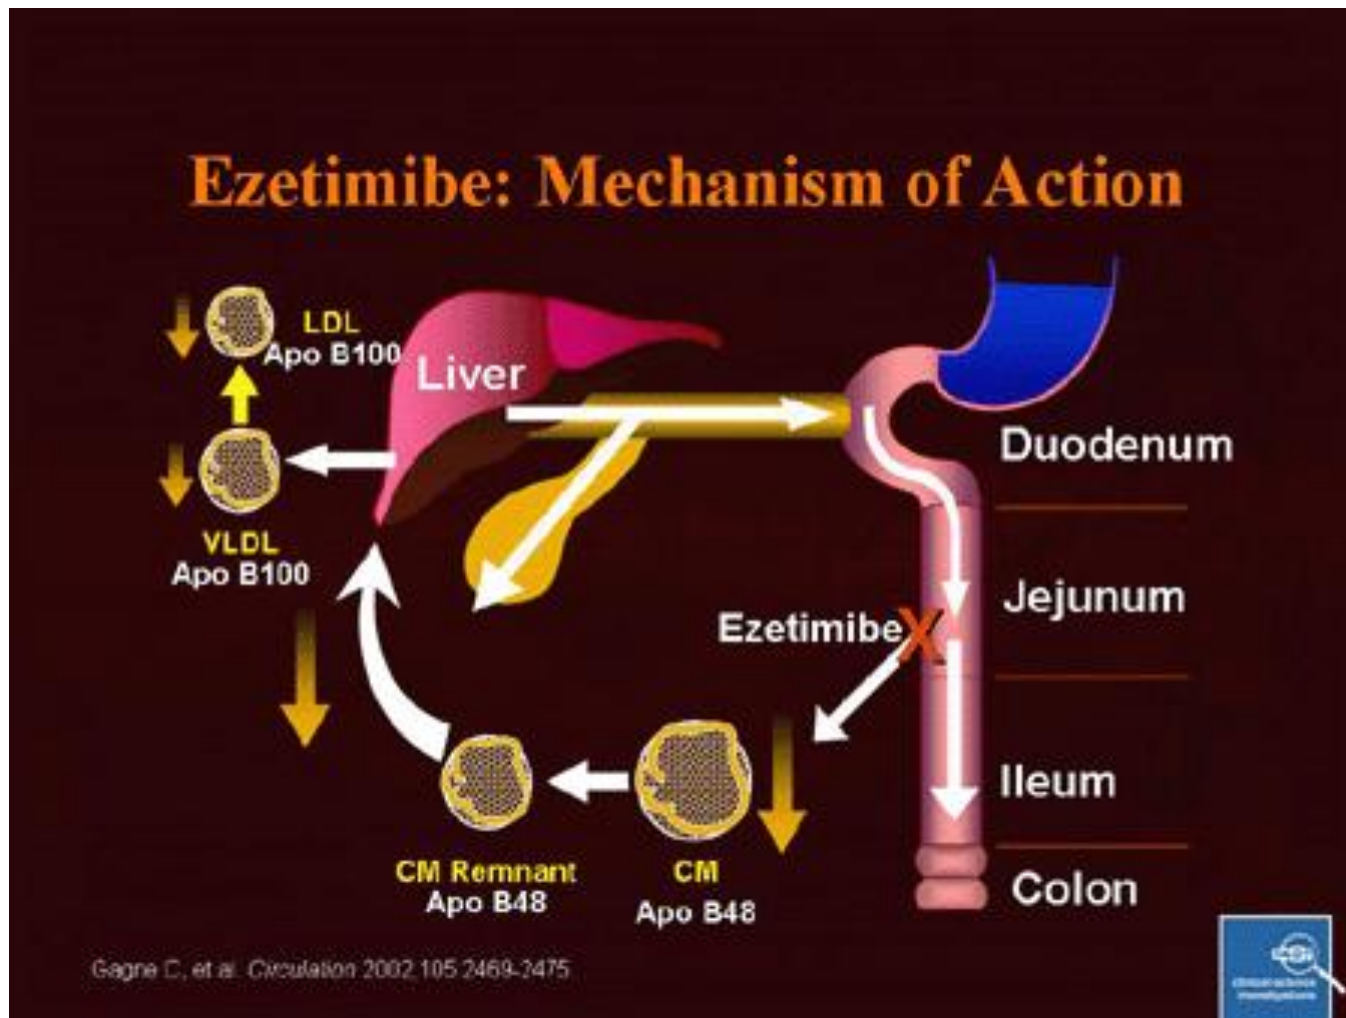 Ezetimibe: Mechanism of Action
LDL
Apo B100
Liver
Duodenum
VLDL
Apo B100
Jejunum
Ezetimibe
X
Ileum
CM Remnant
Apo B48
CM
Apo B48
Colon
Gagne C, et al. Circulation 2002;105:2469-2475